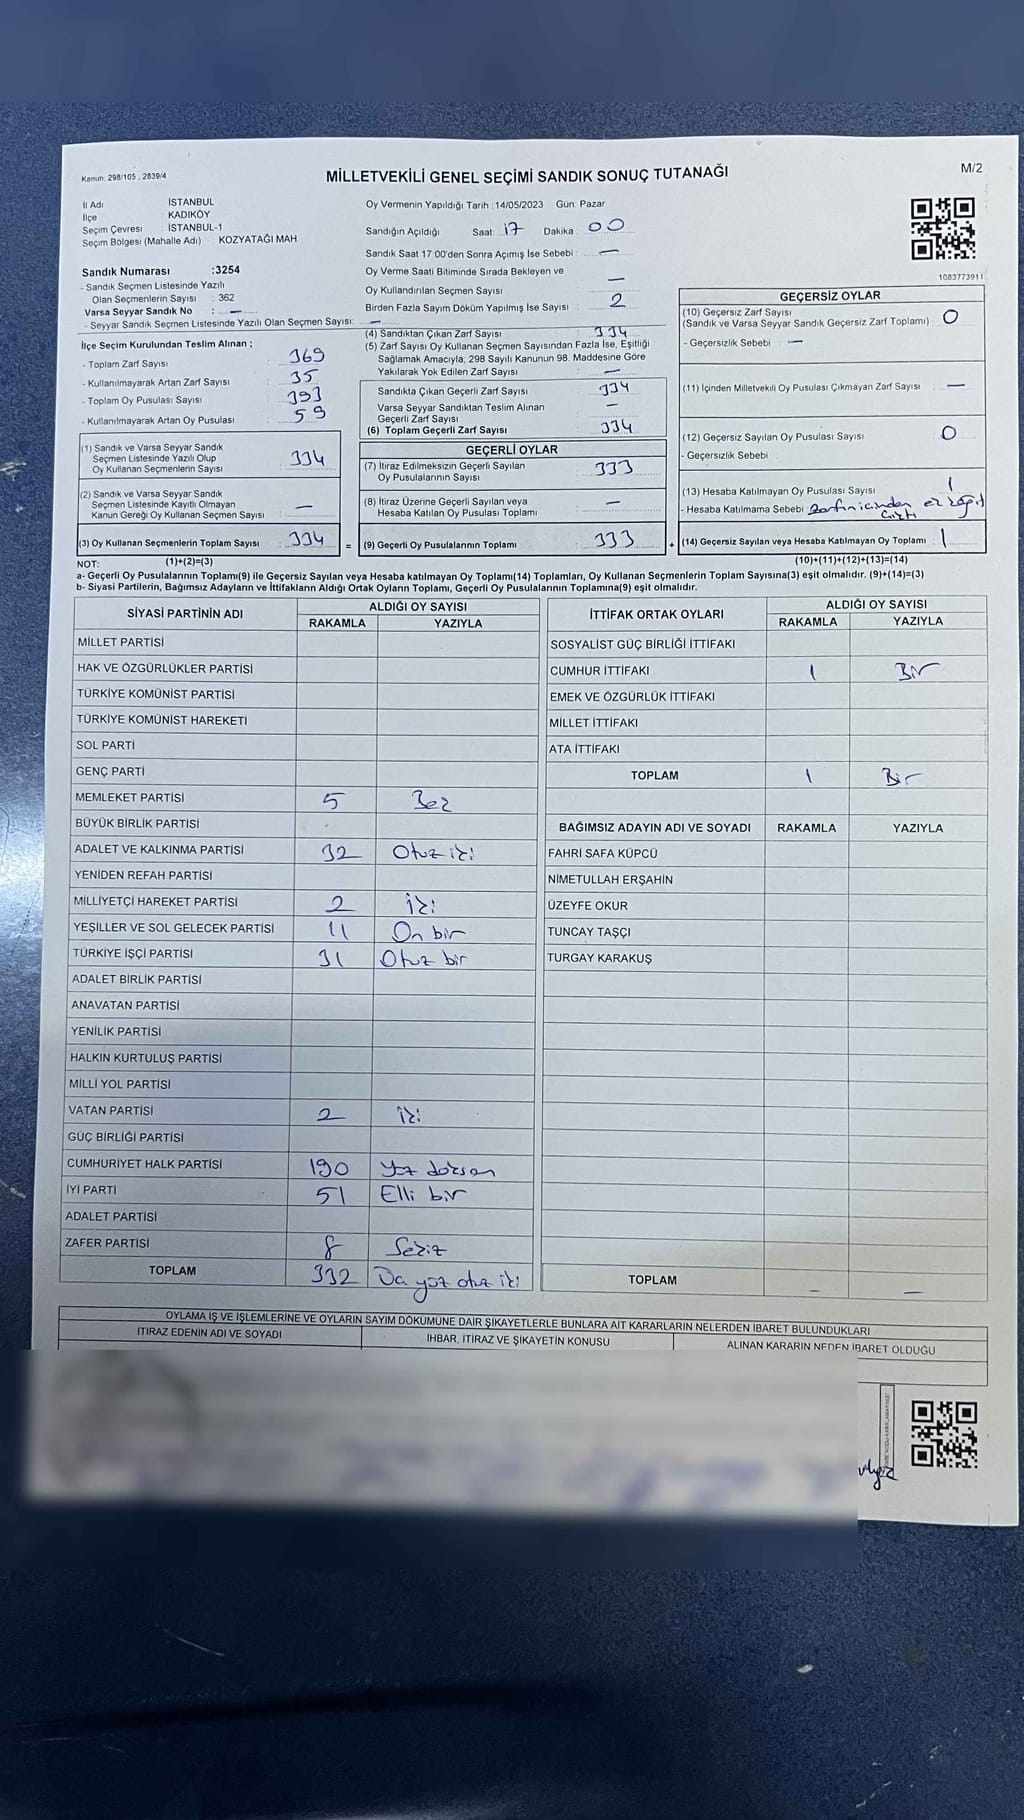 Kanun: 298/105 , 2839/4
MİLLETVEKİLİ GENEL SEÇİMİ SANDIK SONUÇ TUTANAĞI
M/2
İl Adı İSTANBUL
İlçe KADIKÖY
Seçim Çevresi İSTANBUL-1
Seçim Bölgesi (Mahalle Adı) : KOZYATAĞI MAH
Sandık Numarası :3254
- Sandık Seçmen Listesinde Yazılı
Olan Seçmenlerin Sayısı : 362
Varsa Seyyar Sandık No : —
- Seyyar Sandık Seçmen Listesinde Yazılı Olan Seçmen Sayısı: —
İlçe Seçim Kurulundan Teslim Alınan ;
- Toplam Zarf Sayısı : 369
- Kullanılmayarak Artan Zarf Sayısı : 35
- Toplam Oy Pusulası Sayısı : 393
- Kullanılmayarak Artan Oy Pusulası : 59
Oy Vermenin Yapıldığı Tarih :14/05/2023 Gün: Pazar
Sandığın Açıldığı Saat: 17 Dakika : 00
Sandık Saat 17:00'den Sonra Açımış İse Sebebi : —
Oy Verme Saati Bitiminde Sırada Bekleyen ve
Oy Kullandırılan Seçmen Sayısı : —
Birden Fazla Sayım Döküm Yapılmış İse Sayısı : 2
(4) Sandıktan Çıkan Zarf Sayısı : 334
(5) Zarf Sayısı Oy Kullanan Seçmen Sayısından Fazla İse, Eşitliği
Sağlamak Amacıyla, 298 Sayılı Kanunun 98. Maddesine Göre
Yakılarak Yok Edilen Zarf Sayısı : —
Sandıkta Çıkan Geçerli Zarf Sayısı : 334
Varsa Seyyar Sandıktan Teslim Alınan
Geçerli Zarf Sayısı : —
(6) Toplam Geçerli Zarf Sayısı : 334
1083773911
GEÇERSİZ OYLAR
(10) Geçersiz Zarf Sayısı
(Sandık ve Varsa Seyyar Sandık Geçersiz Zarf Toplamı) : 0
- Geçersizlik Sebebi : —
(11) İçinden Milletvekili Oy Pusulası Çıkmayan Zarf Sayısı : —
(12) Geçersiz Sayılan Oy Pusulası Sayısı : 0
- Geçersizlik Sebebi :
(13) Hesaba Katılmayan Oy Pusulası Sayısı : 1
- Hesaba Katılmama Sebebi : Zarfın içinden el kağıt
çıktı
(14) Geçersiz Sayılan veya Hesaba Katılmayan Oy Toplamı : 1
(10)+(11)+(12)+(13)=(14)
(1) Sandık ve Varsa Seyyar Sandık
Seçmen Listesinde Yazılı Olup
Oy Kullanan Seçmenlerin Sayısı : 334
(2) Sandık ve Varsa Seyyar Sandık
Seçmen Listesinde Kayıtlı Olmayan
Kanun Gereği Oy Kullanan Seçmen Sayısı : —
(3) Oy Kullanan Seçmenlerin Toplam Sayısı : 334 =
GEÇERLİ OYLAR
(7) İtiraz Edilmeksizin Geçerli Sayılan
Oy Pusulalarının Sayısı : 333
(8) İtiraz Üzerine Geçerli Sayılan veya
Hesaba Katılan Oy Pusulaları Toplamı : —
(9) Geçerli Oy Pusulalarının Toplamı : 333 +
NOT: (1)+(2)=(3)
a- Geçerli Oy Pusulalarının Toplamı(9) ile Geçersiz Sayılan veya Hesaba katılmayan Oy Toplamı(14) Toplamları, Oy Kullanan Seçmenlerin Toplam Sayısına(3) eşit olmalıdır. (9)+(14)=(3)
b- Siyasi Partilerin, Bağımsız Adayların ve İttifakların Aldığı Ortak Oyların Toplamı, Geçerli Oy Pusulalarının Toplamına(9) eşit olmalıdır.
SİYASİ PARTİNİN ADI ALDIĞI OY SAYISI
RAKAMLA YAZIYLA
MİLLET PARTİSİ
HAK VE ÖZGÜRLÜKLER PARTİSİ
TÜRKİYE KOMÜNİST PARTİSİ
TÜRKİYE KOMÜNİST HAREKETİ
SOL PARTİ
GENÇ PARTİ
MEMLEKET PARTİSİ 5 Beş
BÜYÜK BİRLİK PARTİSİ
ADALET VE KALKINMA PARTİSİ 32 Otuz iki
YENİDEN REFAH PARTİSİ
MİLLİYETÇİ HAREKET PARTİSİ 2 iki
YEŞİLLER VE SOL GELECEK PARTİSİ 11 On bir
TÜRKİYE İŞÇİ PARTİSİ 31 Otuz bir
ADALET BİRLİK PARTİSİ
ANAVATAN PARTİSİ
YENİLİK PARTİSİ
HALKIN KURTULUŞ PARTİSİ
MİLLİ YOL PARTİSİ
VATAN PARTİSİ 2 iki
GÜÇ BİRLİĞİ PARTİSİ
CUMHURİYET HALK PARTİSİ 190 Yüz doksan
İYİ PARTİ 51 Elli bir
ADALET PARTİSİ
ZAFER PARTİSİ 8 Sekiz
TOPLAM 332 yüz otuz iki
İTTİFAK ORTAK OYLARI ALDIĞI OY SAYISI
RAKAMLA YAZIYLA
SOSYALİST GÜÇ BİRLİĞİ İTTİFAKI
CUMHUR İTTİFAKI 1 Bir
EMEK VE ÖZGÜRLÜK İTTİFAKI
MİLLET İTTİFAKI
ATA İTTİFAKI
TOPLAM 1 Bir
BAĞIMSIZ ADAYIN ADI VE SOYADI RAKAMLA YAZIYLA
FAHRİ SAFA KÜPCÜ
NİMETULLAH ERŞAHİN
ÜZEYFE OKUR
TUNCAY TAŞÇI
TURGAY KARAKUŞ
TOPLAM — —
OYLAMA İŞ VE İŞLEMLERİNE VE OYLARIN SAYIM DÖKÜMÜNE DAİR ŞİKAYETLERLE BUNLARA AİT KARARLARIN NELERDEN İBARET BULUNDUKLARI
İTİRAZ EDENİN ADI VE SOYADI İHBAR, İTİRAZ VE ŞİKAYETİN KONUSU ALINAN KARARIN NEDEN İBARET OLDUĞU